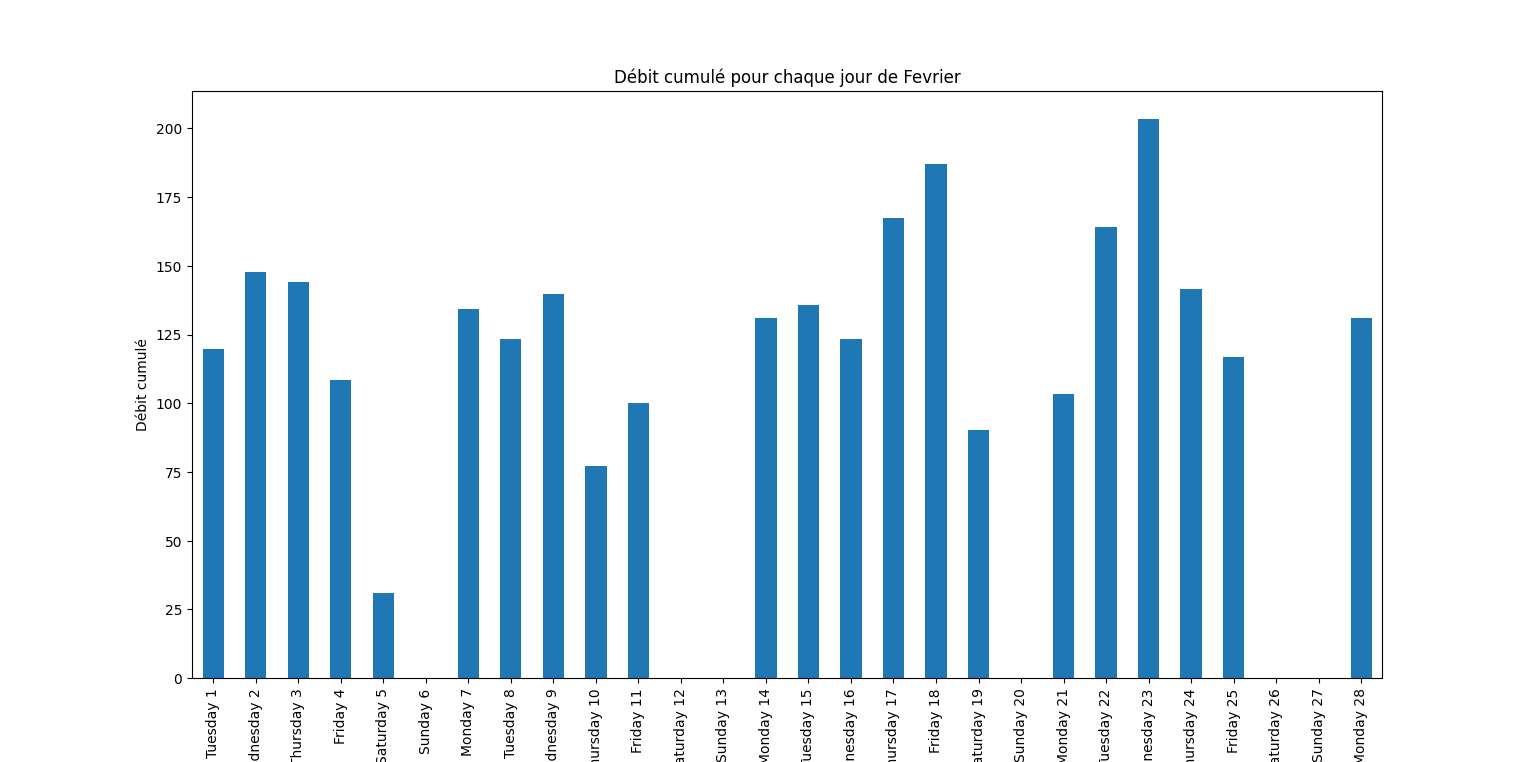 Débit cumulé pour chaque jour de Fevrier
Débit cumulé
200
175
150
125
100
75
50
25
0
Tuesday 1
dnesday 2
Thursday 3
Friday 4
Saturday 5
Sunday 6
Monday 7
Tuesday 8
dnesday 9
hursday 10
Friday 11
aturday 12
Sunday 13
Monday 14
Tuesday 15
nesday 16
hursday 17
Friday 18
aturday 19
Sunday 20
Monday 21
Tuesday 22
nesday 23
hursday 24
Friday 25
aturday 26
Sunday 27
Monday 28